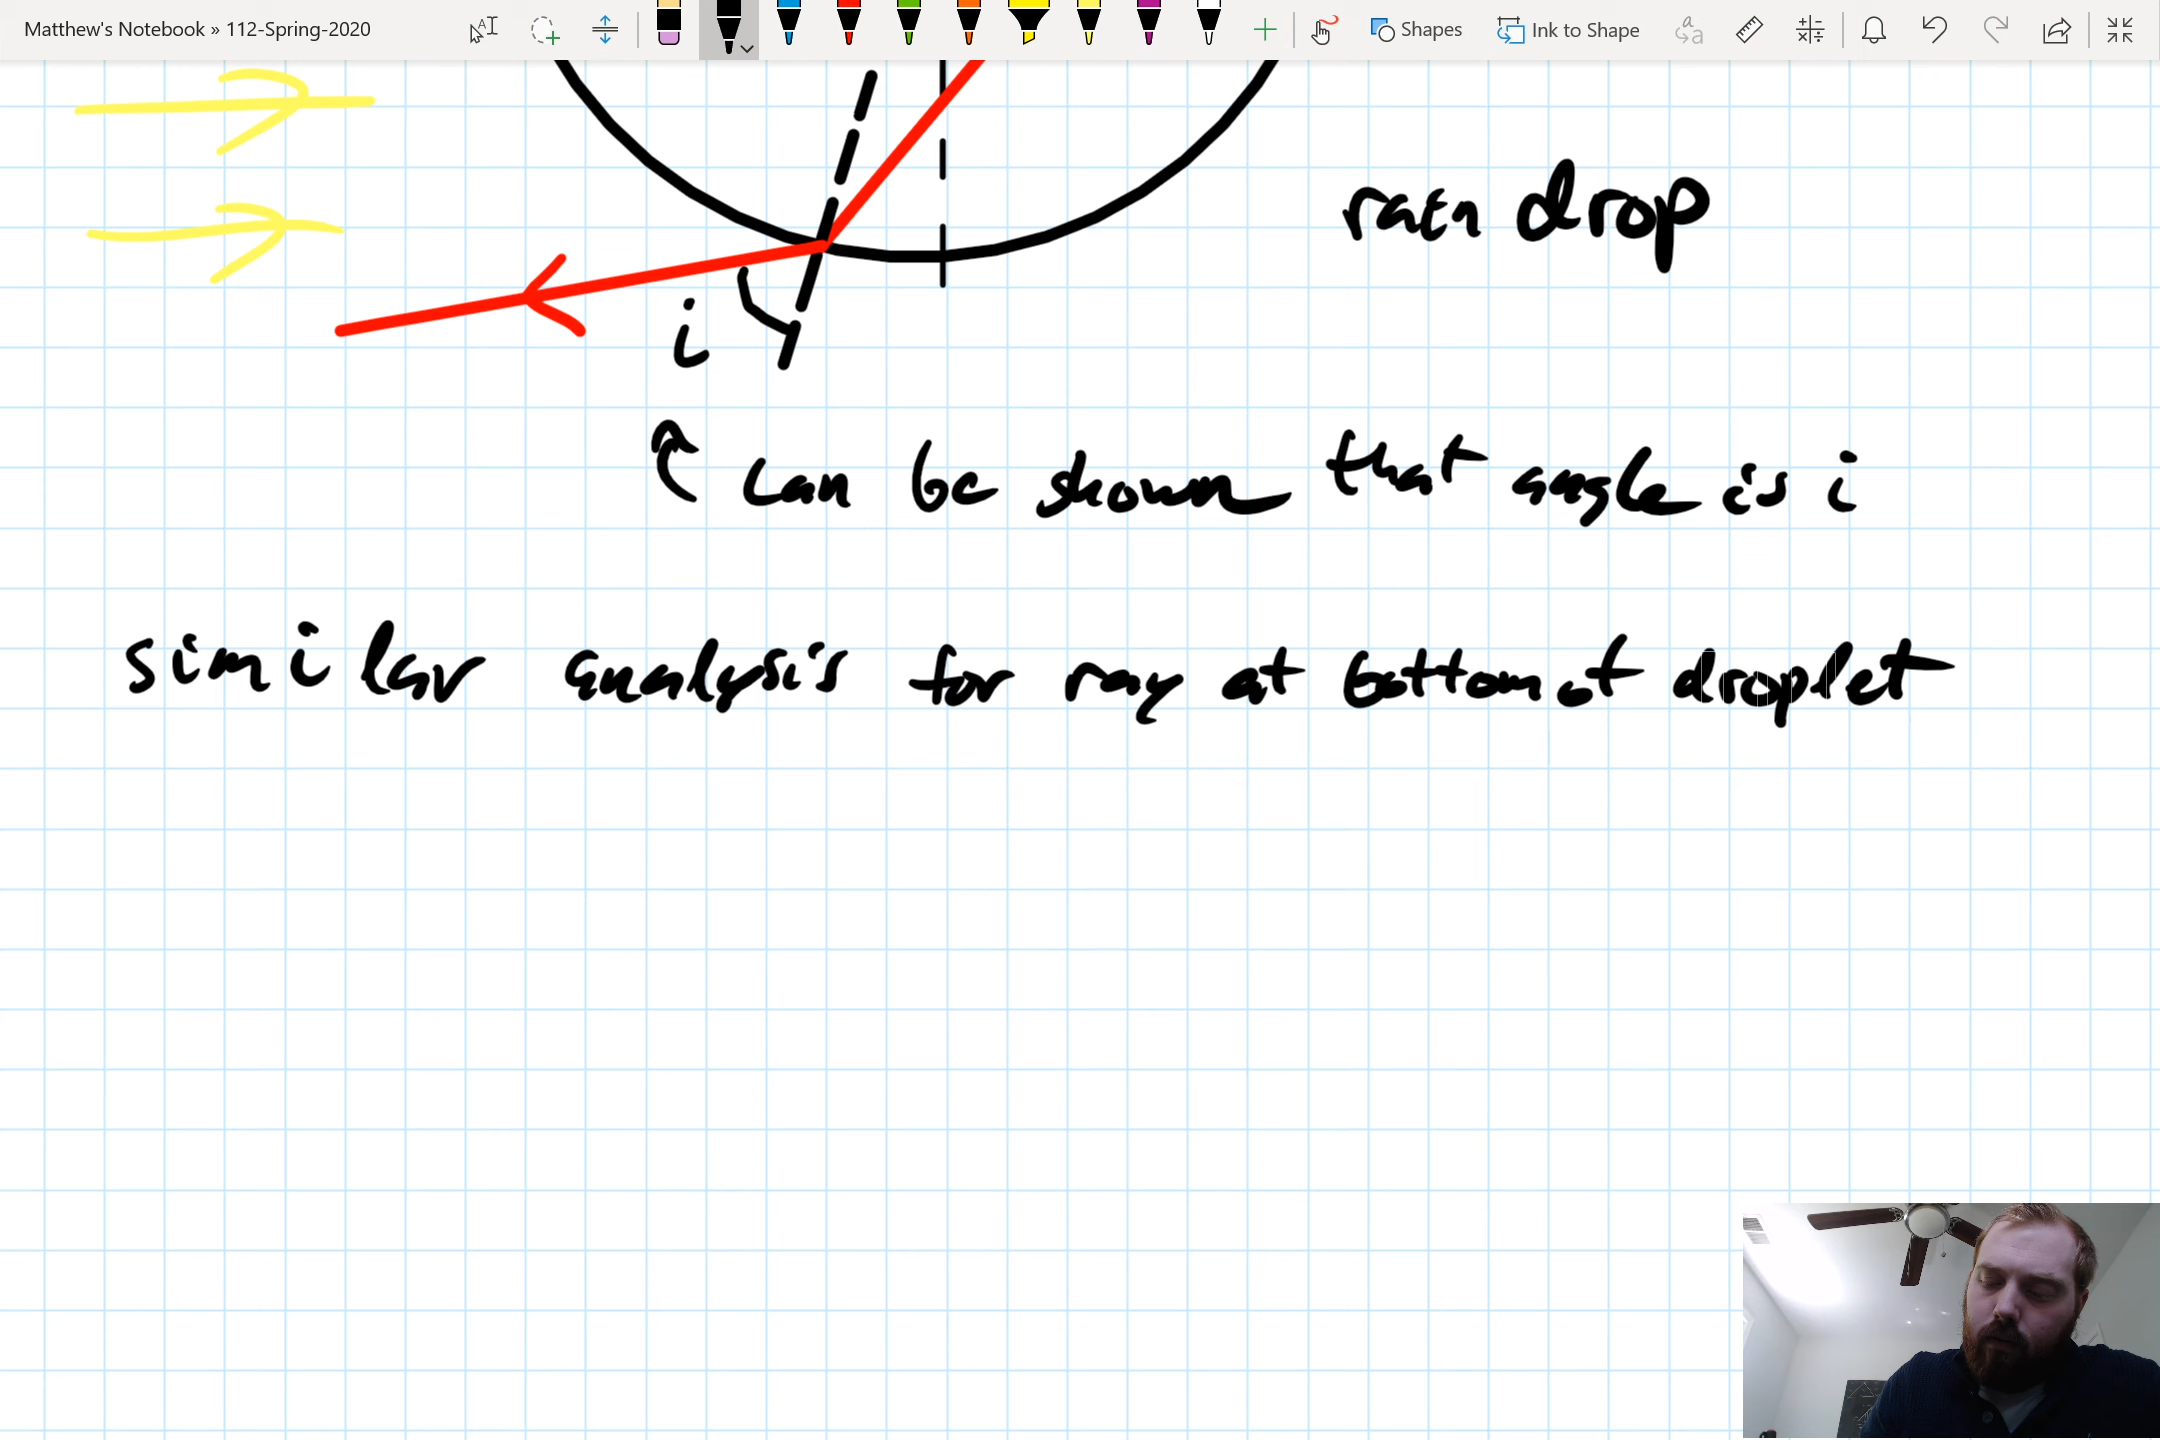 Matthew's Notebook » 112-Spring-2020 Shapes Ink to Shape
rain drop
i
can be shown that angle is i
similar analysis for ray at bottom of droplet